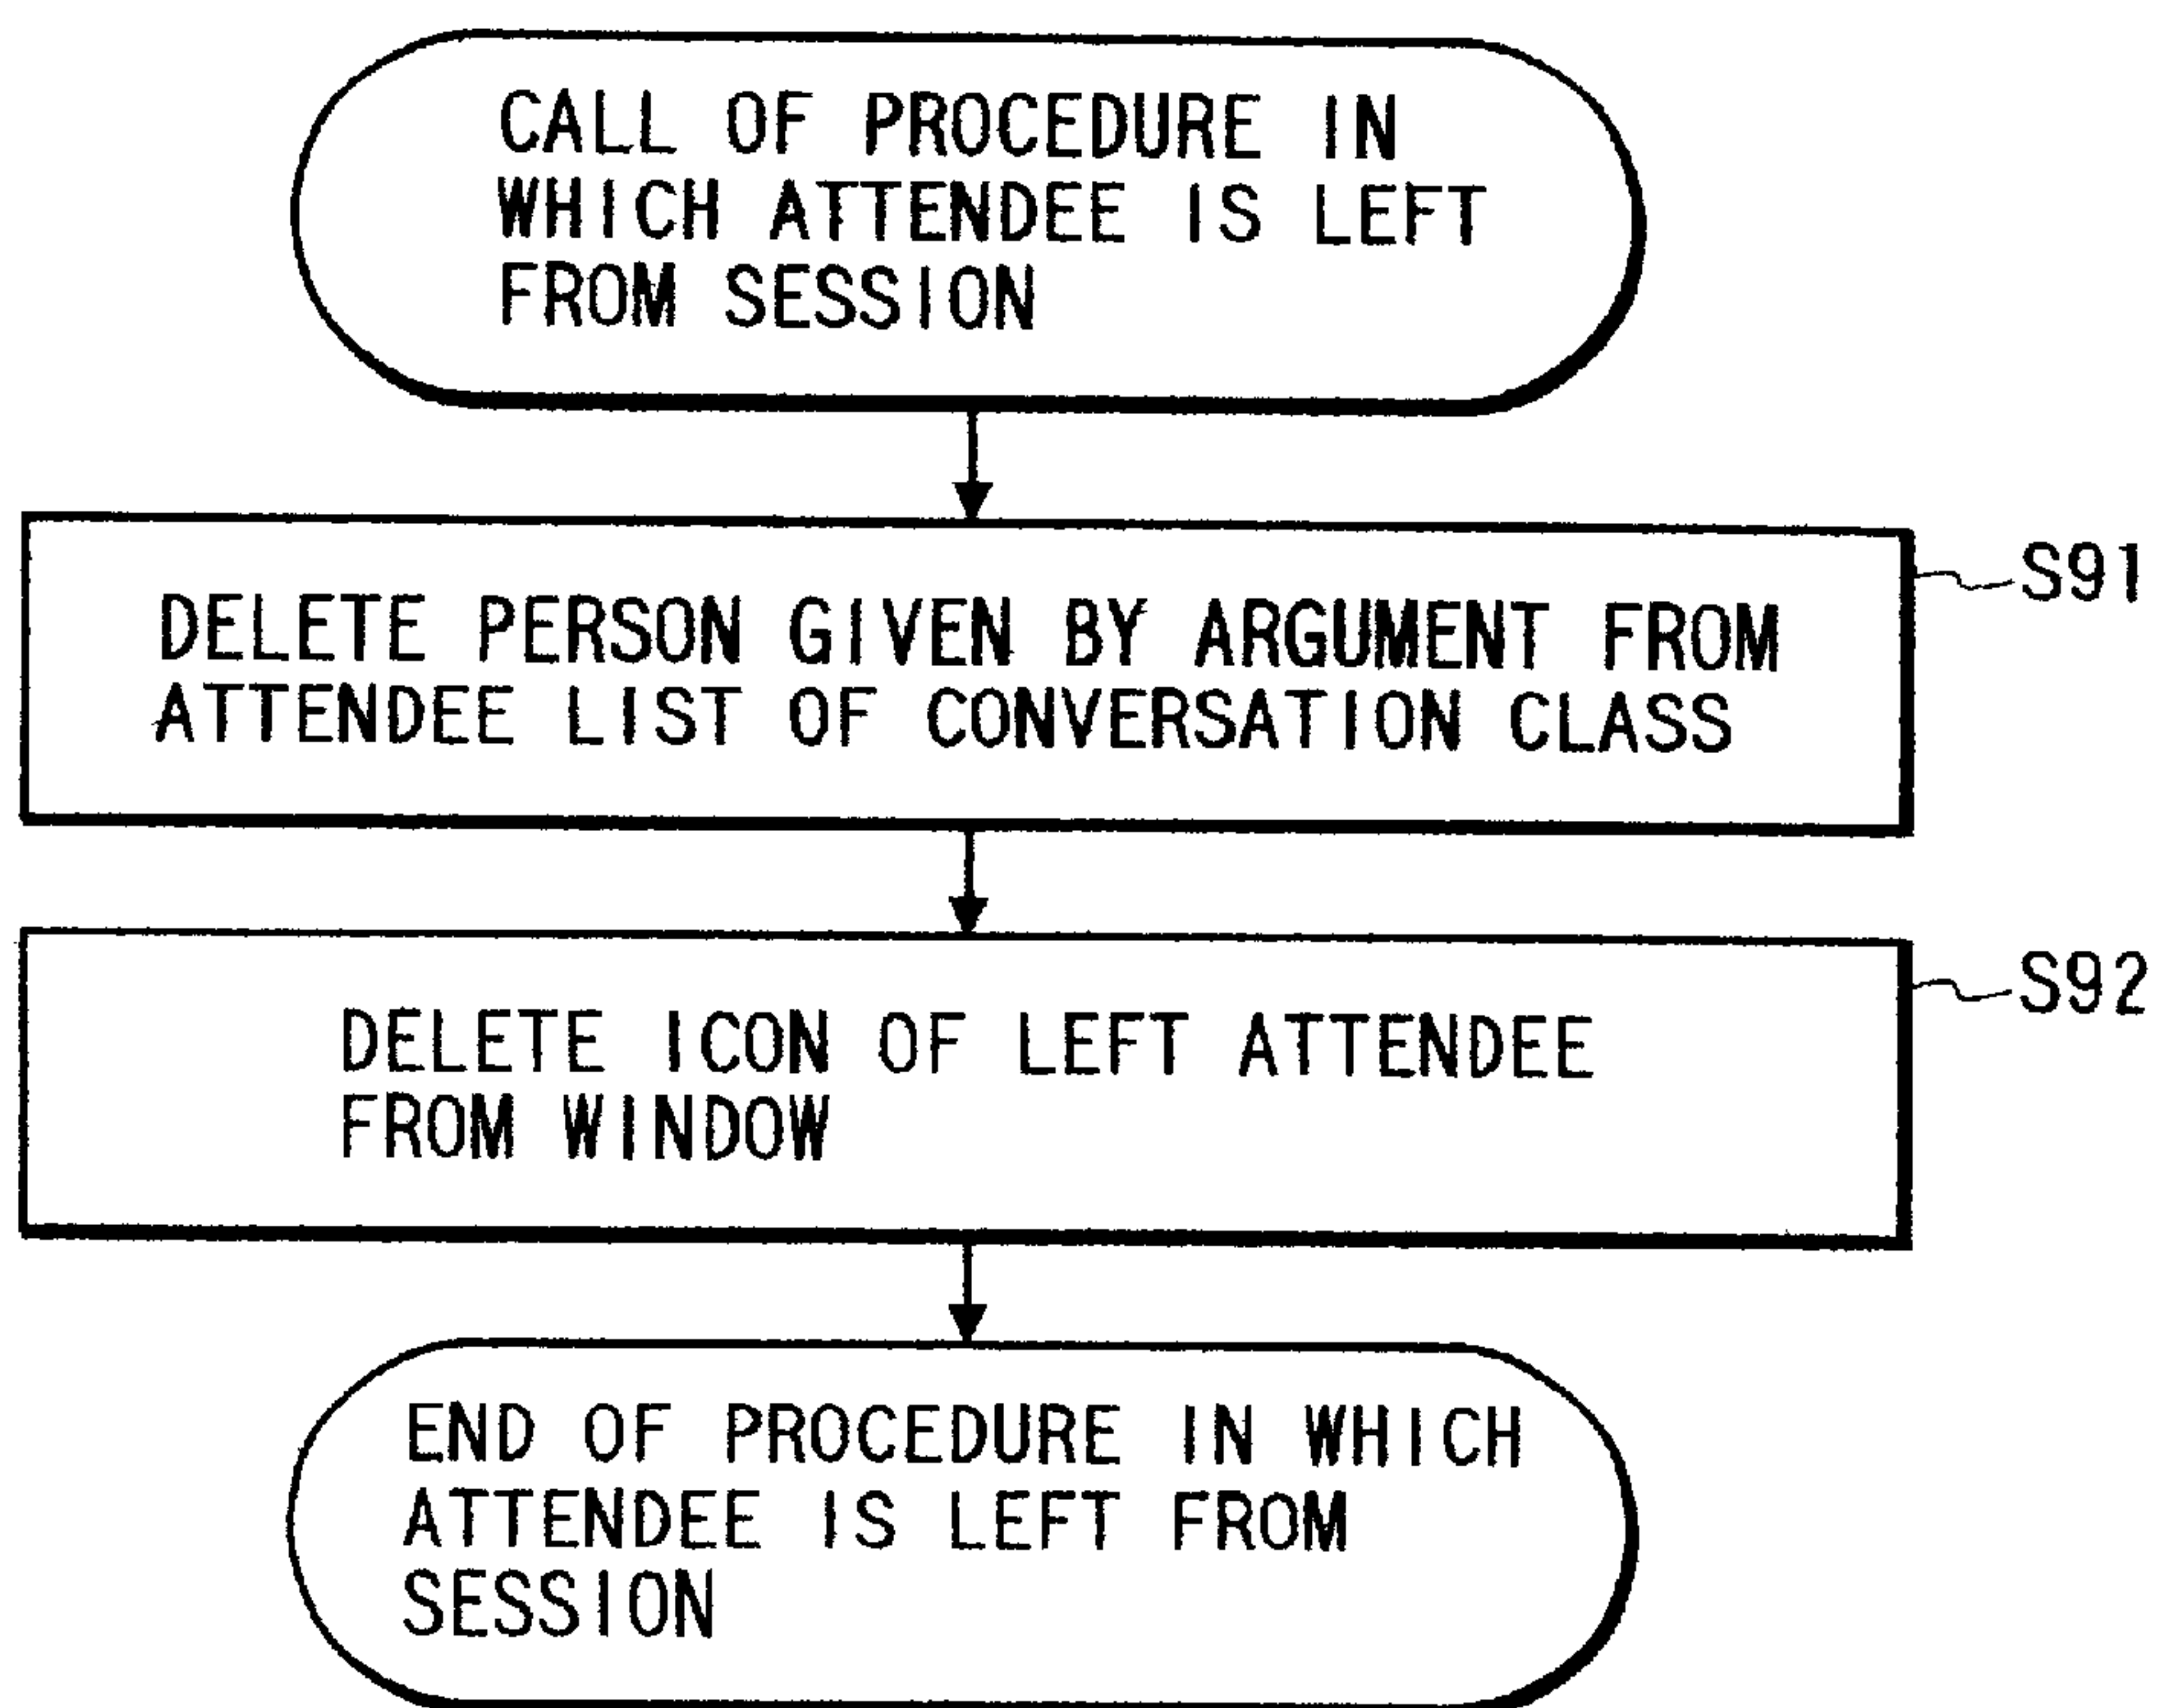 CALL OF PROCEDURE IN
WHICH ATTENDEE IS LEFT
FROM SESSION
DELETE PERSON GIVEN BY ARGUMENT FROM
ATTENDEE LIST OF CONVERSATION CLASS
S91
DELETE ICON OF LEFT ATTENDEE
FROM WINDOW
S92
END OF PROCEDURE IN WHICH
ATTENDEE IS LEFT FROM
SESSION